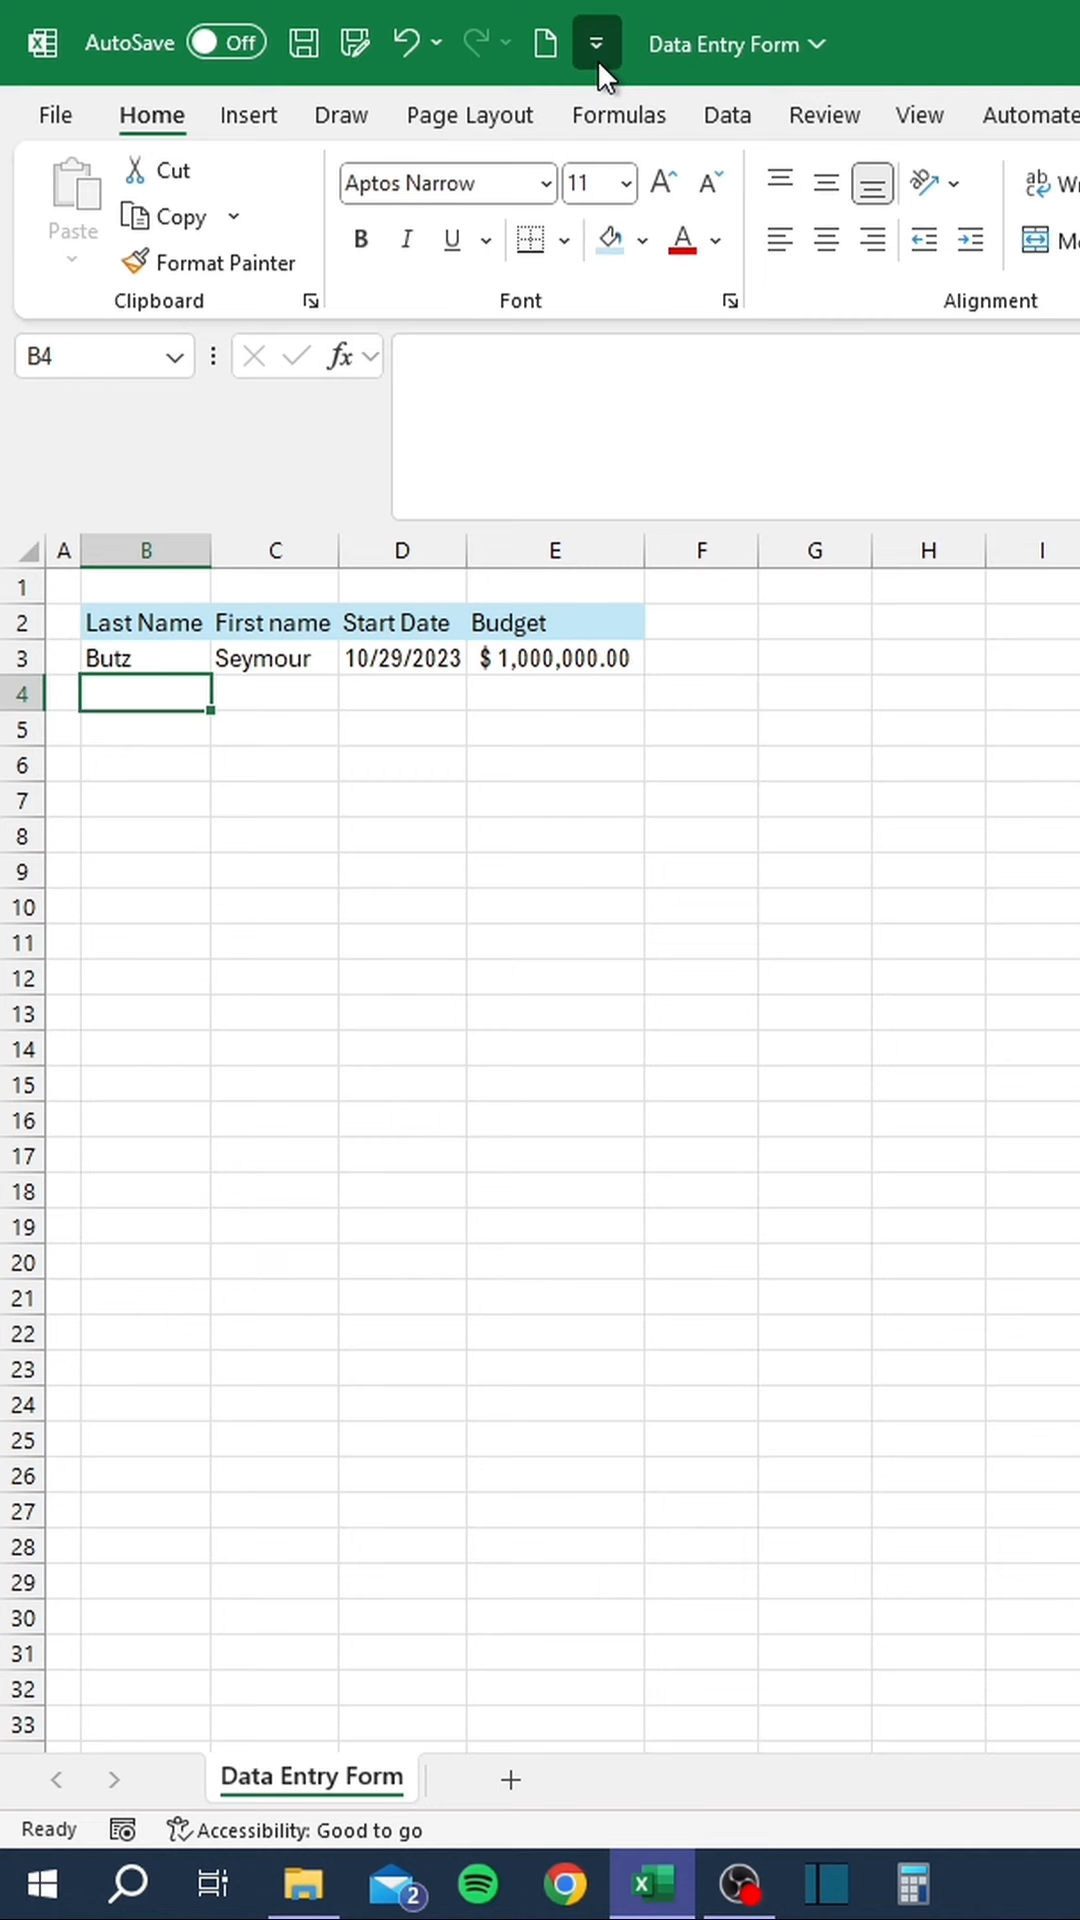 AutoSave Off Data Entry Form
File Home Insert Draw Page Layout Formulas Data Review View Automate
Paste
Cut
Copy
Format Painter
Clipboard
Aptos Narrow 11
B I U A
Font
ab
c
Alignment
B4 fx
A B C D E F G H I
1
2 Last Name First name Start Date Budget
3 Butz Seymour 10/29/2023 $ 1,000,000.00
4
5
6
7
8
9
10
11
12
13
14
15
16
17
18
19
20
21
22
23
24
25
26
27
28
29
30
31
32
33
Data Entry Form
Ready Accessibility: Good to go
2